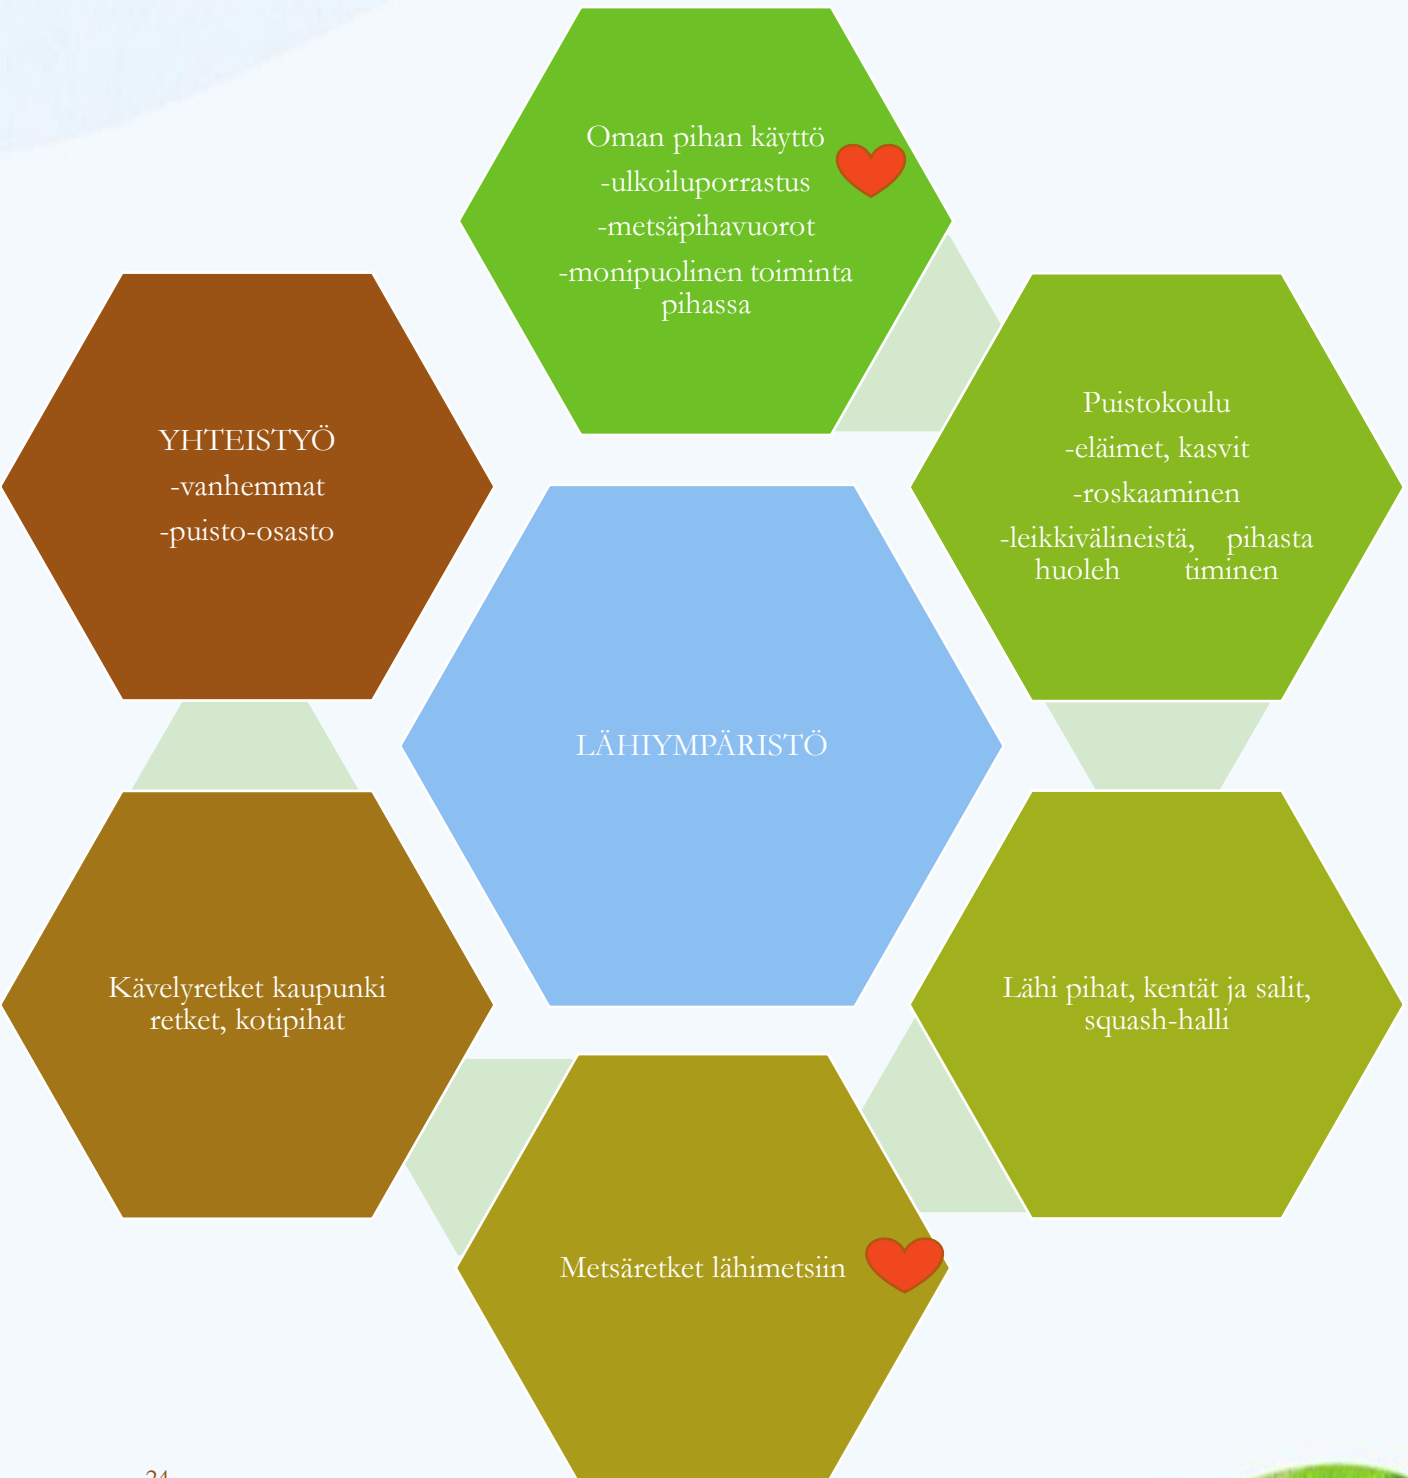 Oman pihan käyttö
-ulkoiluporrastus
-metsäpihavuorot
-monipuolinen toiminta
pihassa
Puistokoulu
-eläimet, kasvit
-roskaaminen
-leikkivälineistä, pihasta
huoleh timinen
Lähi pihat, kentät ja salit,
squash-halli
Metsäretket lähimetsiin
Kävelyretket kaupunki
retket, kotipihat
YHTEISTYÖ
-vanhemmat
-puisto-osasto
LÄHIYMPÄRISTÖ
24